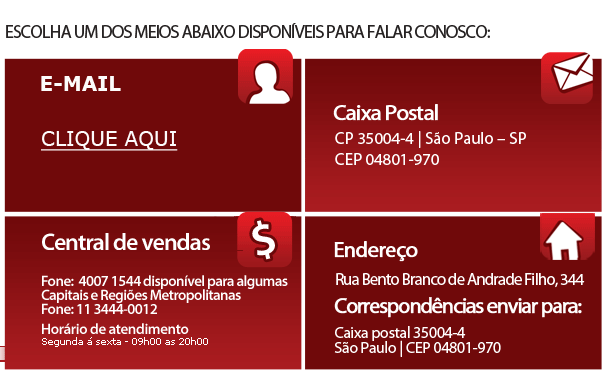 ESCOLHA UM DOS MEIOS ABAIXO DISPONÍVEIS PARA FALAR CONOSCO:
E-MAIL
CLIQUE AQUI
Caixa Postal
CP 35004-4 | São Paulo – SP
CEP 04801-970
Central de vendas
Fone: 4007 1544 disponível para algumas
Capitais e Regiões Metropolitanas
Fone: 11 3444-0012
Horário de atendimento
Segunda á sexta - 09h00 as 20h00
Endereço
Rua Bento Branco de Andrade Filho, 344
Correspondências enviar para:
Caixa postal 35004-4
São Paulo | CEP 04801-970